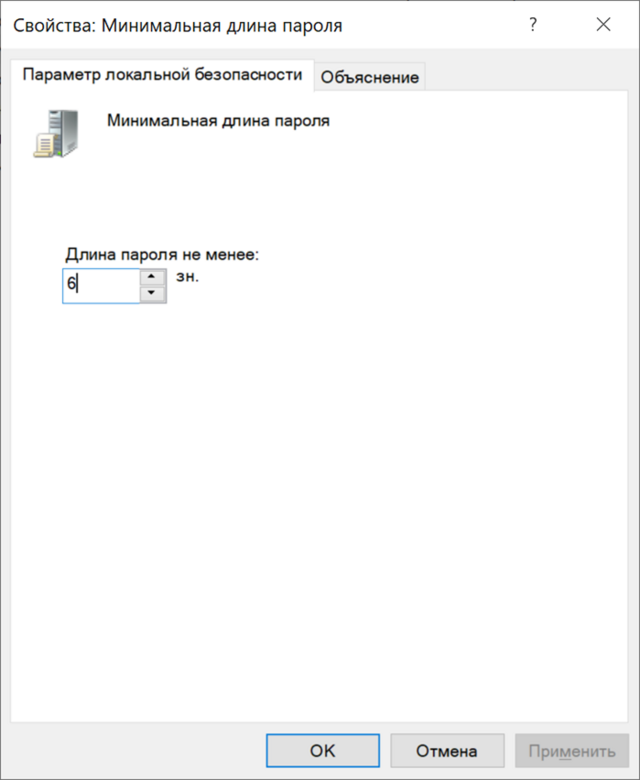 Свойства: Минимальная длина пароля ?
Параметр локальной безопасности Объяснение
Минимальная длина пароля
Длина пароля не менее:
6 зн.
OK Отмена Применить